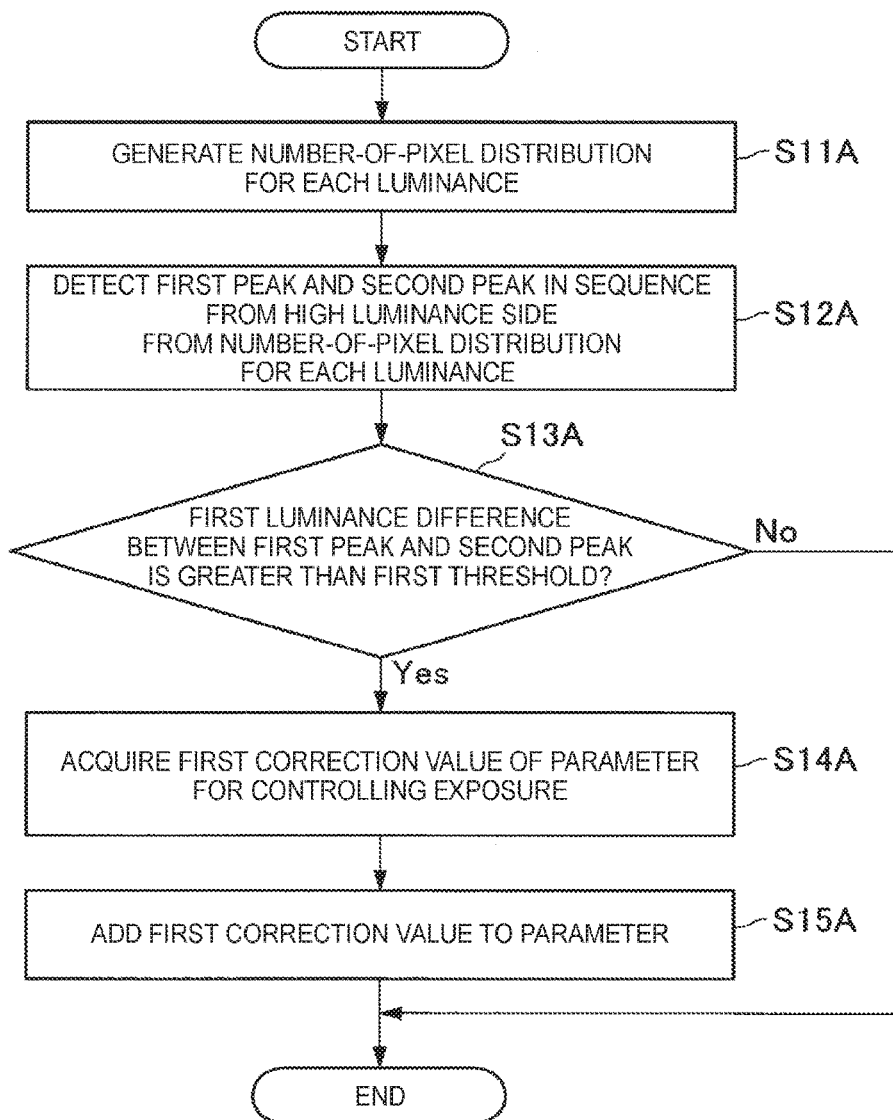 START
GENERATE NUMBER-OF-PIXEL DISTRIBUTION
FOR EACH LUMINANCE
S11A
DETECT FIRST PEAK AND SECOND PEAK IN SEQUENCE
FROM HIGH LUMINANCE SIDE
FROM NUMBER-OF-PIXEL DISTRIBUTION
FOR EACH LUMINANCE
S12A
S13A
FIRST LUMINANCE DIFFERENCE
BETWEEN FIRST PEAK AND SECOND PEAK
IS GREATER THAN FIRST THRESHOLD?
No
Yes
ACQUIRE FIRST CORRECTION VALUE OF PARAMETER
FOR CONTROLLING EXPOSURE
S14A
ADD FIRST CORRECTION VALUE TO PARAMETER
S15A
END